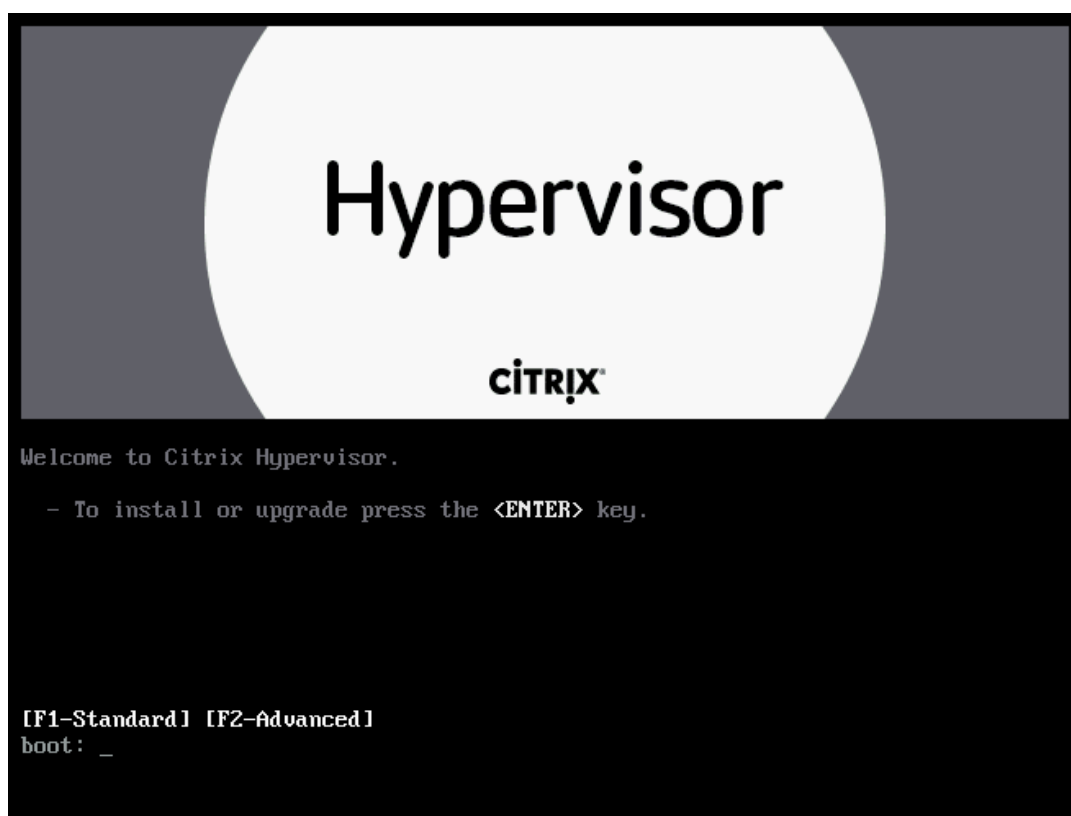 Hypervisor
CITRIX®
Welcome to Citrix Hypervisor.
- To install or upgrade press the <ENTER> key.
[F1-Standard] [F2-Advanced]
boot: _